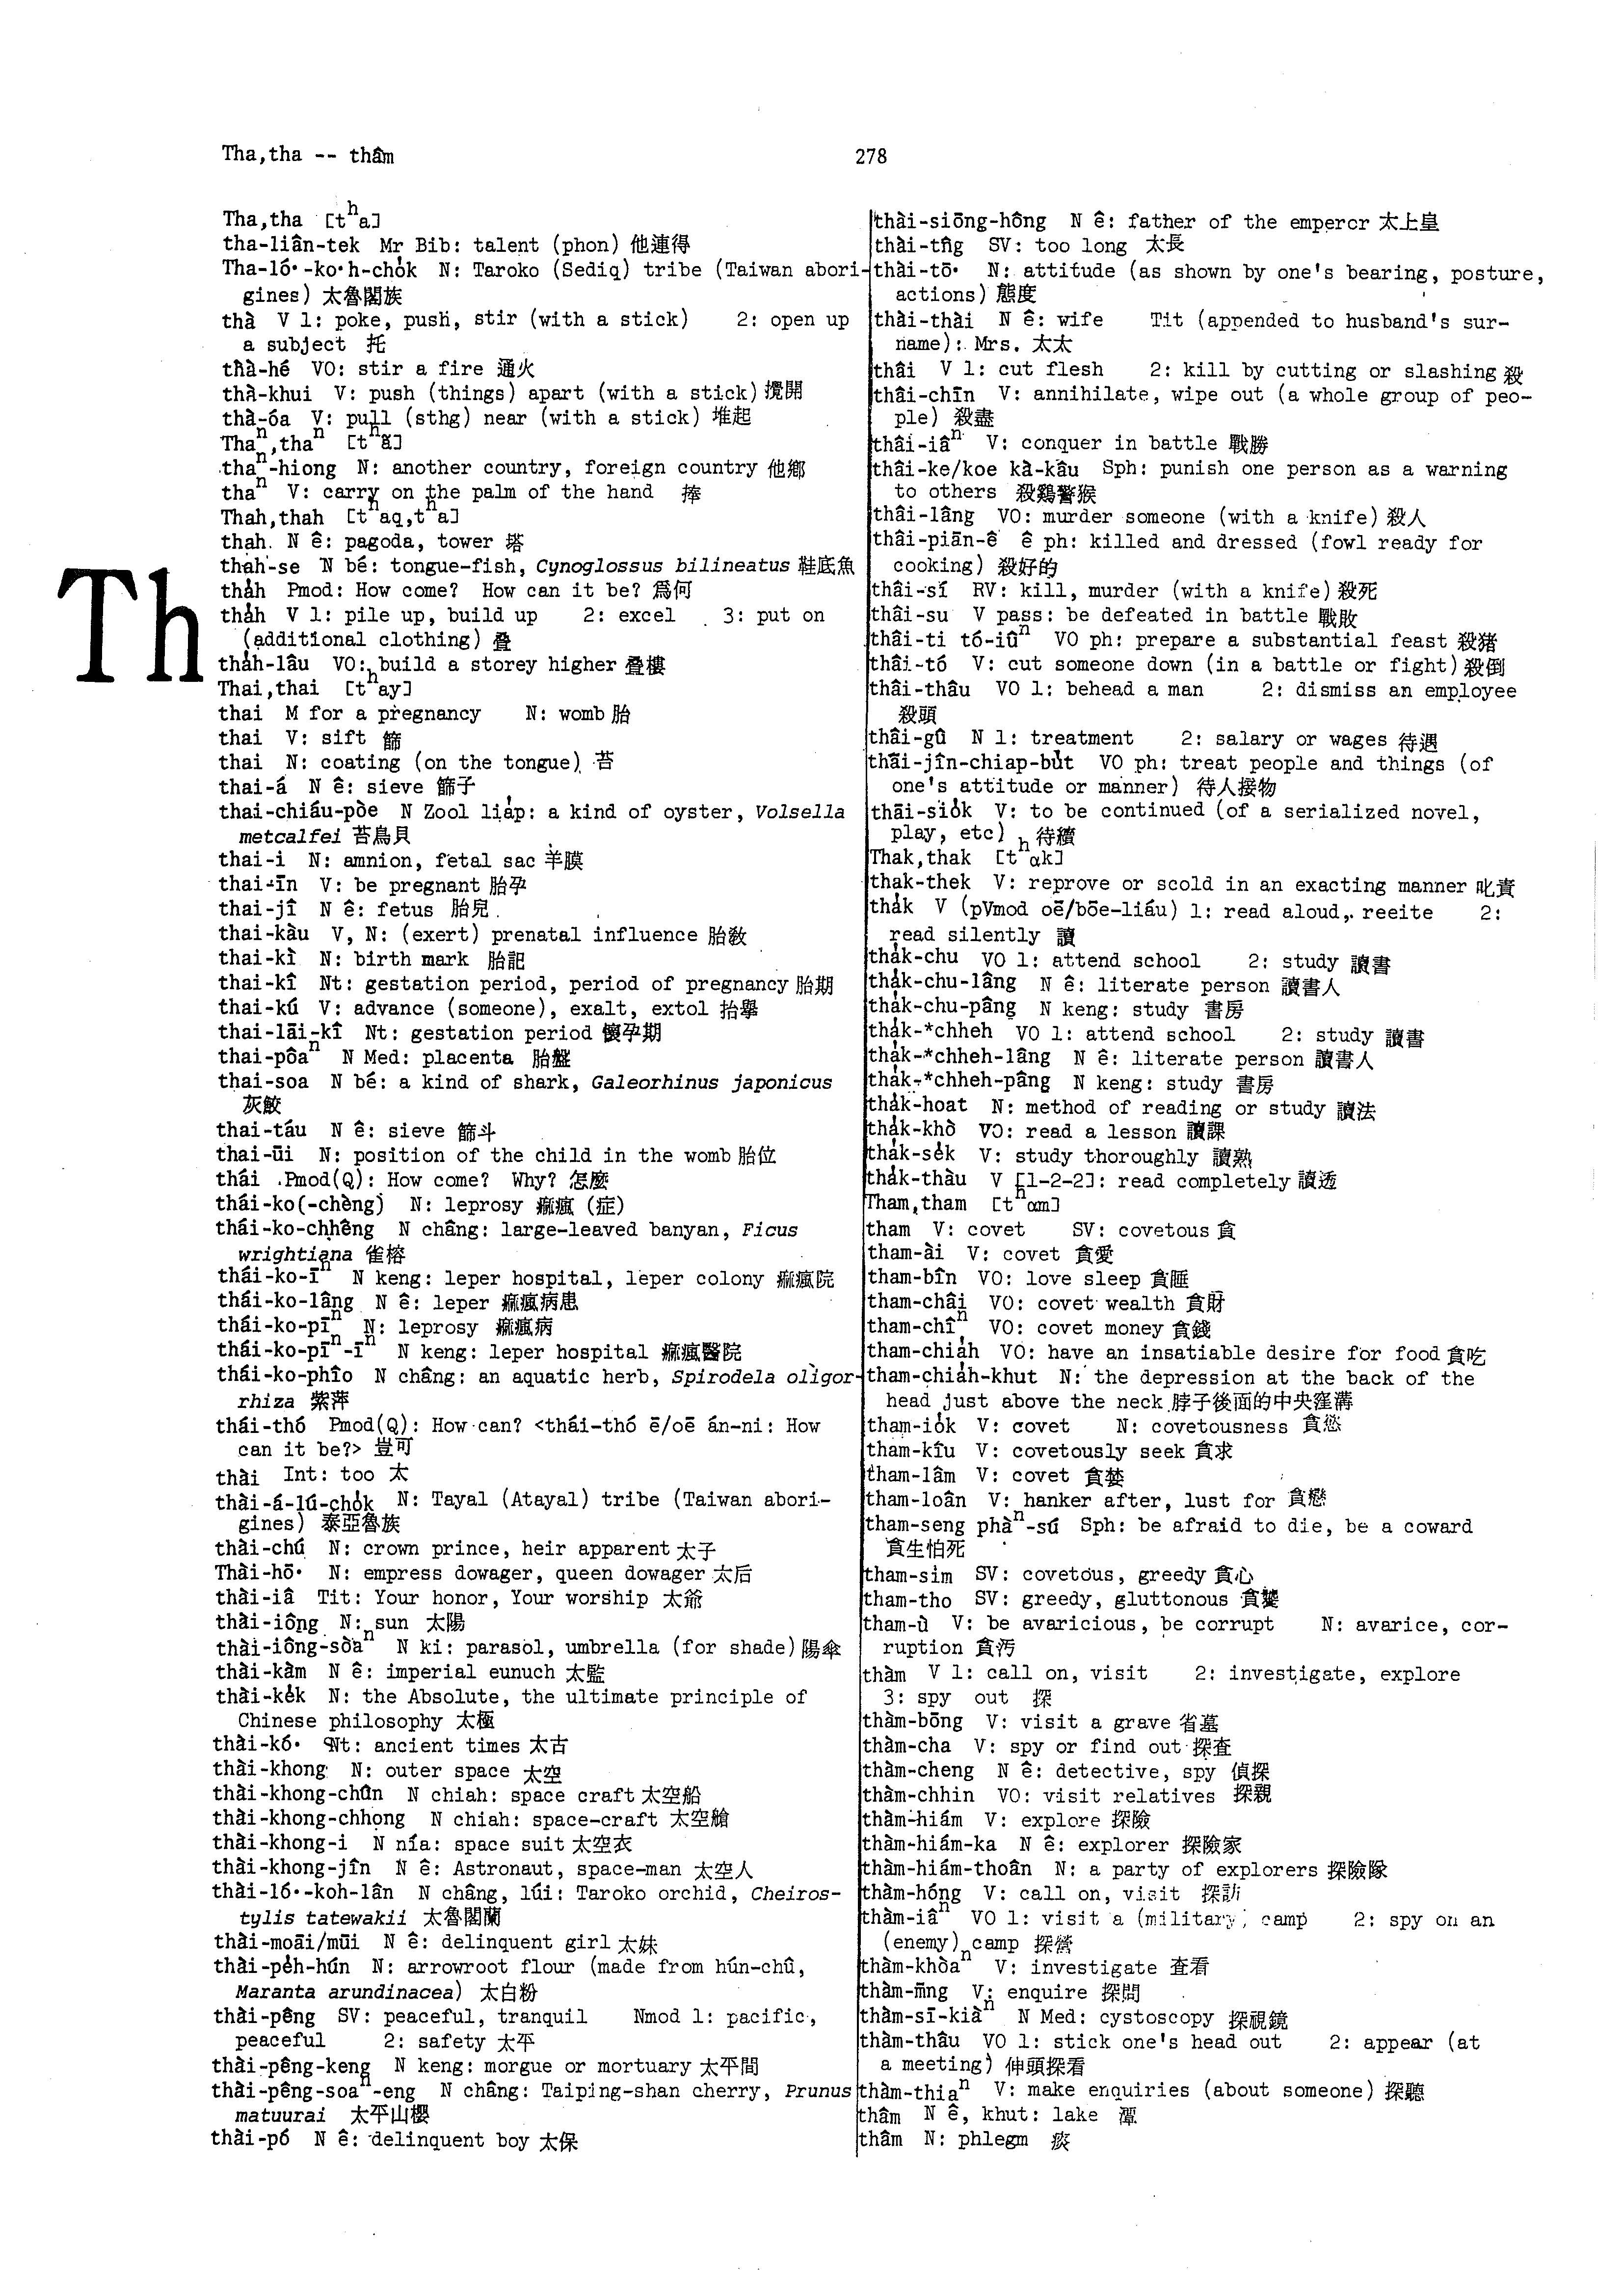 Tha,tha -- thâm
278
Tha,tha [tʰa]
tha-liân-tek Mr Bib: talent (phon) 他連得
Tha-ló·-ko·h-cho̍k N: Taroko (Sediq) tribe (Taiwan abori-
gines) 太魯閣族
thà V 1: poke, push, stir (with a stick) 2: open up
a subject 托
thà-hé VO: stir a fire 通火
thà-khui V: push (things) apart (with a stick) 攪開
thà-óa V: pull (sthg) near (with a stick) 堆起
Thaⁿ,thaⁿ [tʰã]
thaⁿ-hiong N: another country, foreign country 他鄉
thaⁿ V: carry on the palm of the hand 捧
Thah,thah [tʰaq,tʰa]
thah N ê: pagoda, tower 塔
thah-se N bé: tongue-fish, Cynoglossus bilineatus 鞋底魚
Th
tha̍h Pmod: How come? How can it be? 爲何
tha̍h V 1: pile up, build up 2: excel 3: put on
(additional clothing) 疊
tha̍h-lâu VO: build a storey higher 疊樓
Thai,thai [tʰay]
thai M for a pregnancy N: womb 胎
thai V: sift 篩
thai N: coating (on the tongue) 苔
thai-á N ê: sieve 篩子
thai-chiáu-pòe N Zool lia̍p: a kind of oyster, Volsella
metcalfei 苔鳥貝
thai-i N: amnion, fetal sac 羊膜
thai-īn V: be pregnant 胎孕
thai-jî N ê: fetus 胎兒
thai-kàu V, N: (exert) prenatal influence 胎教
thai-kì N: birth mark 胎記
thai-kî Nt: gestation period, period of pregnancy 胎期
thai-kú V: advance (someone), exalt, extol 抬擧
thai-lāi-kî Nt: gestation period 懷孕期
thai-pôaⁿ N Med: placenta 胎盤
thai-soa N bé: a kind of shark, Galeorhinus japonicus
灰鮫
thai-táu N ê: sieve 篩斗
thai-ūi N: position of the child in the womb 胎位
thái Pmod(Q): How come? Why? 怎麼
thái-ko(-chèng) N: leprosy 痲瘋 (症)
thái-ko-chhêng N châng: large-leaved banyan, Ficus
wrightiana 雀榕
thái-ko-īⁿ N keng: leper hospital, leper colony 痲瘋院
thái-ko-lâng N ê: leper 痲瘋病患
thái-ko-pīⁿ N: leprosy 痲瘋病
thái-ko-pīⁿ-īⁿ N keng: leper hospital 痲瘋醫院
thái-ko-phîo N châng: an aquatic herb, Spirodela oligor-
rhiza 紫萍
thái-thó Pmod(Q): How can? <thái-thó ē/oē án-ni: How
can it be?> 豈可
thài Int: too 太
thài-á-lú-cho̍k N: Tayal (Atayal) tribe (Taiwan abori-
gines) 泰亞魯族
thài-chú N: crown prince, heir apparent 太子
Thài-hō· N: empress dowager, queen dowager 太后
thài-iâ Tit: Your honor, Your worship 太爺
thài-iông N: sun 太陽
thài-iông-sòaⁿ N ki: parasol, umbrella (for shade) 陽傘
thài-kàm N ê: imperial eunuch 太監
thài-ke̍k N: the Absolute, the ultimate principle of
Chinese philosophy 太極
thài-kó· Nt: ancient times 太古
thài-khong N: outer space 太空
thài-khong-chûn N chiah: space craft 太空船
thài-khong-chhong N chiah: space-craft 太空艙
thài-khong-i N nía: space suit 太空衣
thài-khong-jîn N ê: Astronaut, space-man 太空人
thài-ló·-koh-lân N châng, lúi: Taroko orchid, Cheiros-
tylis tatewakii 太魯閣蘭
thài-moāi/mūi N ê: delinquent girl 太妹
thài-pe̍h-hún N: arrowroot flour (made from hún-chû,
Maranta arundinacea) 太白粉
thài-pêng SV: peaceful, tranquil Nmod 1: pacific,
peaceful 2: safety 太平
thài-pêng-keng N keng: morgue or mortuary 太平間
thài-pêng-soaⁿ-eng N châng: Taiping-shan cherry, Prunus
matuurai 太平山櫻
thài-pó N ê: delinquent boy 太保
thài-siōng-hông N ê: father of the empercr 太上皇
thài-tn̂g SV: too long 太長
thài-tō· N: attitude (as shown by one's bearing, posture,
actions) 態度
thài-thài N ê: wife Tit (appended to husband's sur-
name): Mrs. 太太
thâi V 1: cut flesh 2: kill by cutting or slashing 殺
thâi-chīn V: annihilate, wipe out (a whole group of peo-
ple) 殺盡
thâi-iâⁿ V: conquer in battle 戰勝
thâi-ke/koe kà-kâu Sph: punish one person as a warning
to others 殺鷄警猴
thâi-lâng VO: murder someone (with a knife) 殺人
thâi-piān-ê ê ph: killed and dressed (fowl ready for
cooking) 殺好的
thâi-sí RV: kill, murder (with a knife) 殺死
thâi-su V pass: be defeated in battle 戰敗
thâi-ti tó-iûⁿ VO ph: prepare a substantial feast 殺猪
thâi-tó V: cut someone down (in a battle or fight) 殺倒
thâi-thâu VO 1: behead a man 2: dismiss an employee
殺頭
thāi-gū N 1: treatment 2: salary or wages 待遇
thāi-jîn-chiap-bu̍t VO ph: treat people and things (of
one's attitude or manner) 待人接物
thāi-sio̍k V: to be continued (of a serialized novel,
play, etc) 待續
Thak,thak [tʰɑk]
thak-thek V: reprove or scold in an exacting manner 叱責
tha̍k V (pVmod oē/bōe-liáu) 1: read aloud, reeite 2:
read silently 讀
tha̍k-chu VO 1: attend school 2: study 讀書
tha̍k-chu-lâng N ê: literate person 讀書人
tha̍k-chu-pâng N keng: study 書房
tha̍k-*chheh VO 1: attend school 2: study 讀書
tha̍k-*chheh-lâng N ê: literate person 讀書人
tha̍k-*chheh-pâng N keng: study 書房
tha̍k-hoat N: method of reading or study 讀法
tha̍k-khò VO: read a lesson 讀課
tha̍k-se̍k V: study thoroughly 讀熟
tha̍k-thàu V [1-2-2]: read completely 讀透
Tham,tham [tʰɑm]
tham V: covet SV: covetous 貪
tham-ài V: covet 貪愛
tham-bîn VO: love sleep 貪睡
tham-châi VO: covet wealth 貪財
tham-chîⁿ VO: covet money 貪錢
tham-chia̍h VO: have an insatiable desire for food 貪吃
tham-chia̍h-khut N: the depression at the back of the
head just above the neck 脖子後面的中央窪溝
tham-io̍k V: covet N: covetousness 貪慾
tham-kîu V: covetously seek 貪求
tham-lâm V: covet 貪婪
tham-loân V: hanker after, lust for 貪戀
tham-seng phàⁿ-sú Sph: be afraid to die, be a coward
貪生怕死
tham-sim SV: covetous, greedy 貪心
tham-tho SV: greedy, gluttonous 貪饕
tham-ù V: be avaricious, be corrupt N: avarice, cor-
ruption 貪汚
thàm V 1: call on, visit 2: investigate, explore
3: spy out 探
thàm-bōng V: visit a grave 省墓
thàm-cha V: spy or find out 探査
thàm-cheng N ê: detective, spy 偵探
thàm-chhin VO: visit relatives 探親
thàm-hiám V: explore 探險
thàm-hiám-ka N ê: explorer 探險家
thàm-hiám-thoân N: a party of explorers 探險隊
thàm-hóng V: call on, visit 探訪
thàm-iâⁿ VO 1: visit a (military) camp 2: spy on an
(enemy) camp 探營
thàm-khòaⁿ V: investigate 査看
thàm-m̄ng V: enquire 探問
thàm-sī-kiàⁿ N Med: cystoscopy 探視鏡
thàm-thâu VO 1: stick one's head out 2: appear (at
a meeting) 伸頭探看
thàm-thiaⁿ V: make enquiries (about someone) 探聽
thâm N ê, khut: lake 潭
thâm N: phlegm 痰